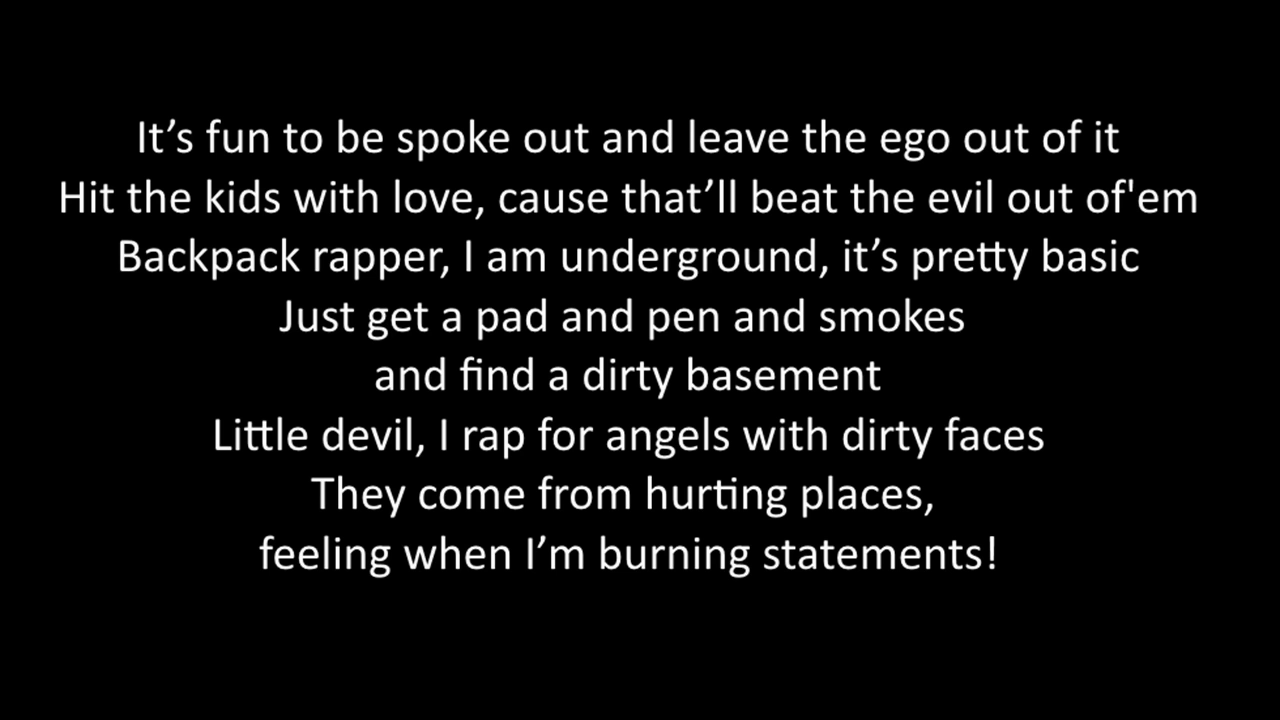 It’s fun to be spoke out and leave the ego out of it
Hit the kids with love, cause that’ll beat the evil out of'em
Backpack rapper, I am underground, it’s pretty basic
Just get a pad and pen and smokes
and find a dirty basement
Little devil, I rap for angels with dirty faces
They come from hurting places,
feeling when I’m burning statements!